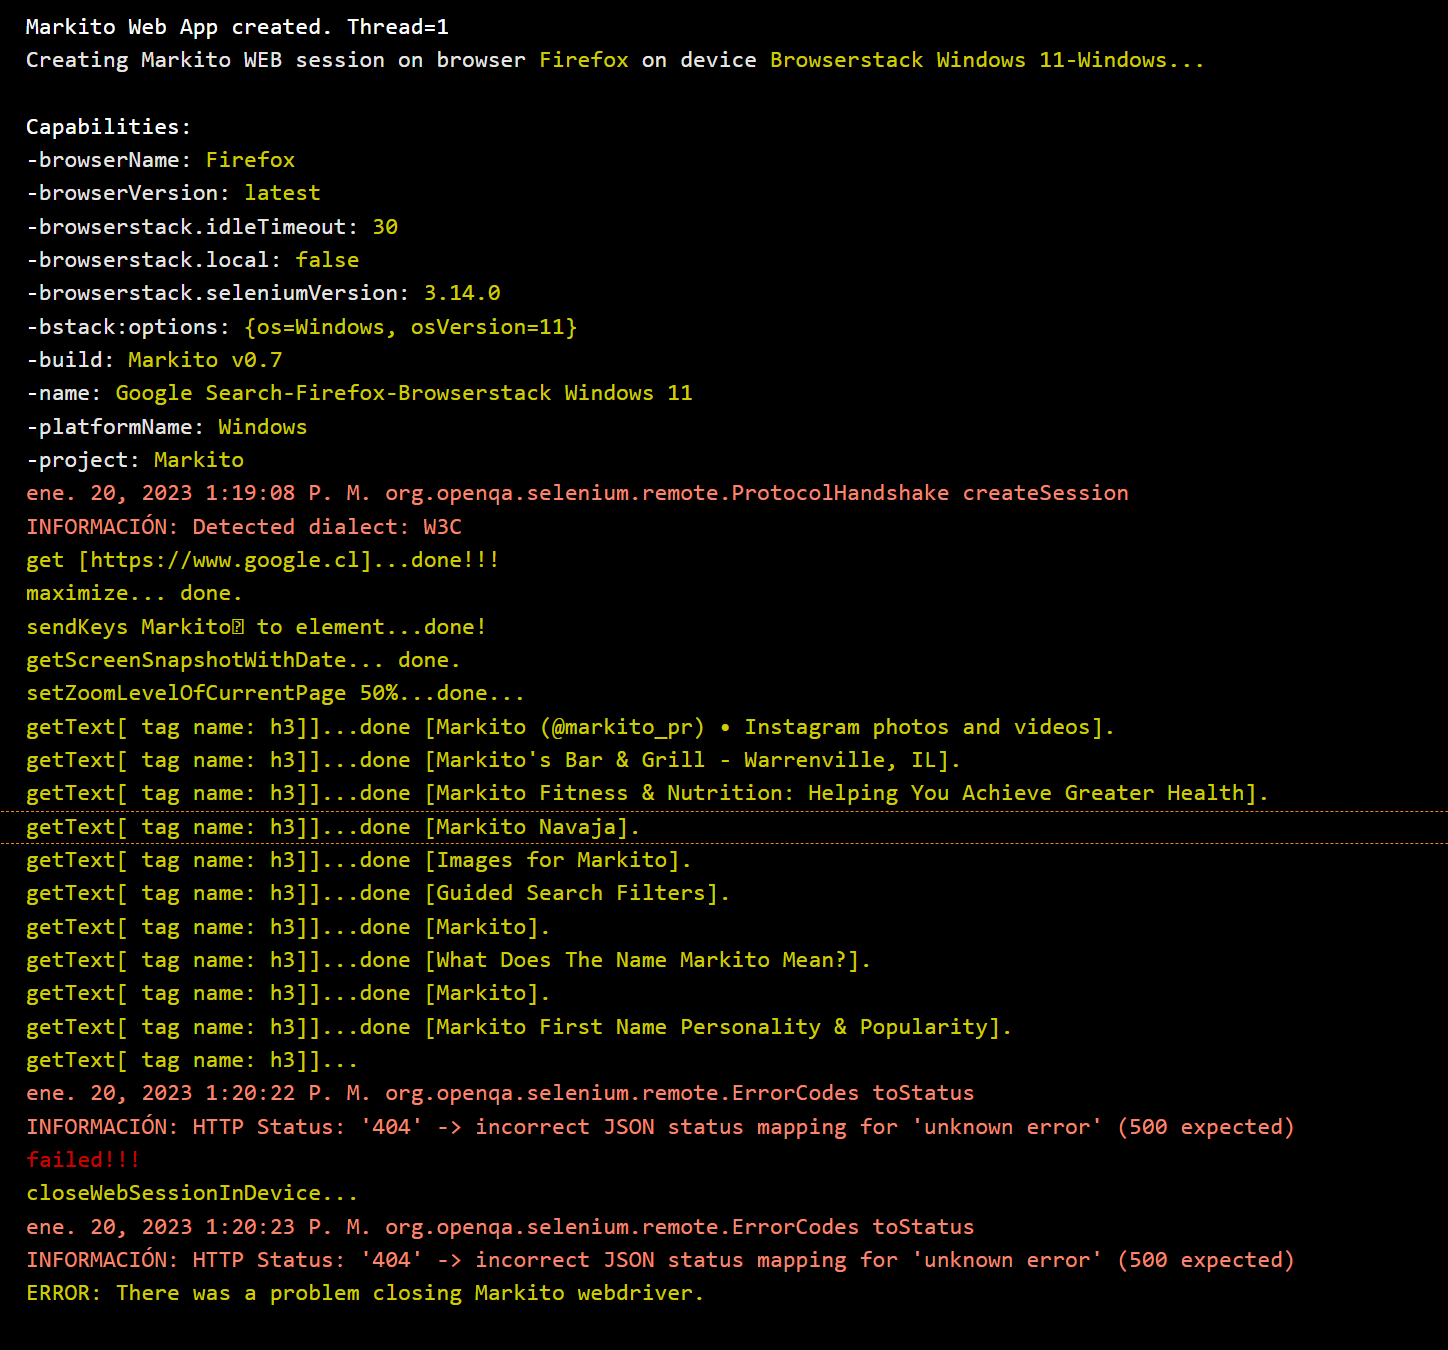 Markito Web App created. Thread=1
Creating Markito WEB session on browser Firefox on device Browserstack Windows 11-Windows...
Capabilities:
-browserName: Firefox
-browserVersion: latest
-browserstack.idleTimeout: 30
-browserstack.local: false
-browserstack.seleniumVersion: 3.14.0
-bstack:options: {os=Windows, osVersion=11}
-build: Markito v0.7
-name: Google Search-Firefox-Browserstack Windows 11
-platformName: Windows
-project: Markito
ene. 20, 2023 1:19:08 P. M. org.openqa.selenium.remote.ProtocolHandshake createSession
INFORMACIÓN: Detected dialect: W3C
get [https://www.google.cl]...done!!!
maximize... done.
sendKeys Markito to element...done!
getScreenSnapshotWithDate... done.
setZoomLevelOfCurrentPage 50%...done...
getText[ tag name: h3]]...done [Markito (@markito_pr) • Instagram photos and videos].
getText[ tag name: h3]]...done [Markito's Bar & Grill - Warrenville, IL].
getText[ tag name: h3]]...done [Markito Fitness & Nutrition: Helping You Achieve Greater Health].
getText[ tag name: h3]]...done [Markito Navaja].
getText[ tag name: h3]]...done [Images for Markito].
getText[ tag name: h3]]...done [Guided Search Filters].
getText[ tag name: h3]]...done [Markito].
getText[ tag name: h3]]...done [What Does The Name Markito Mean?].
getText[ tag name: h3]]...done [Markito].
getText[ tag name: h3]]...done [Markito First Name Personality & Popularity].
getText[ tag name: h3]]...
ene. 20, 2023 1:20:22 P. M. org.openqa.selenium.remote.ErrorCodes toStatus
INFORMACIÓN: HTTP Status: '404' -> incorrect JSON status mapping for 'unknown error' (500 expected)
failed!!!
closeWebSessionInDevice...
ene. 20, 2023 1:20:23 P. M. org.openqa.selenium.remote.ErrorCodes toStatus
INFORMACIÓN: HTTP Status: '404' -> incorrect JSON status mapping for 'unknown error' (500 expected)
ERROR: There was a problem closing Markito webdriver.